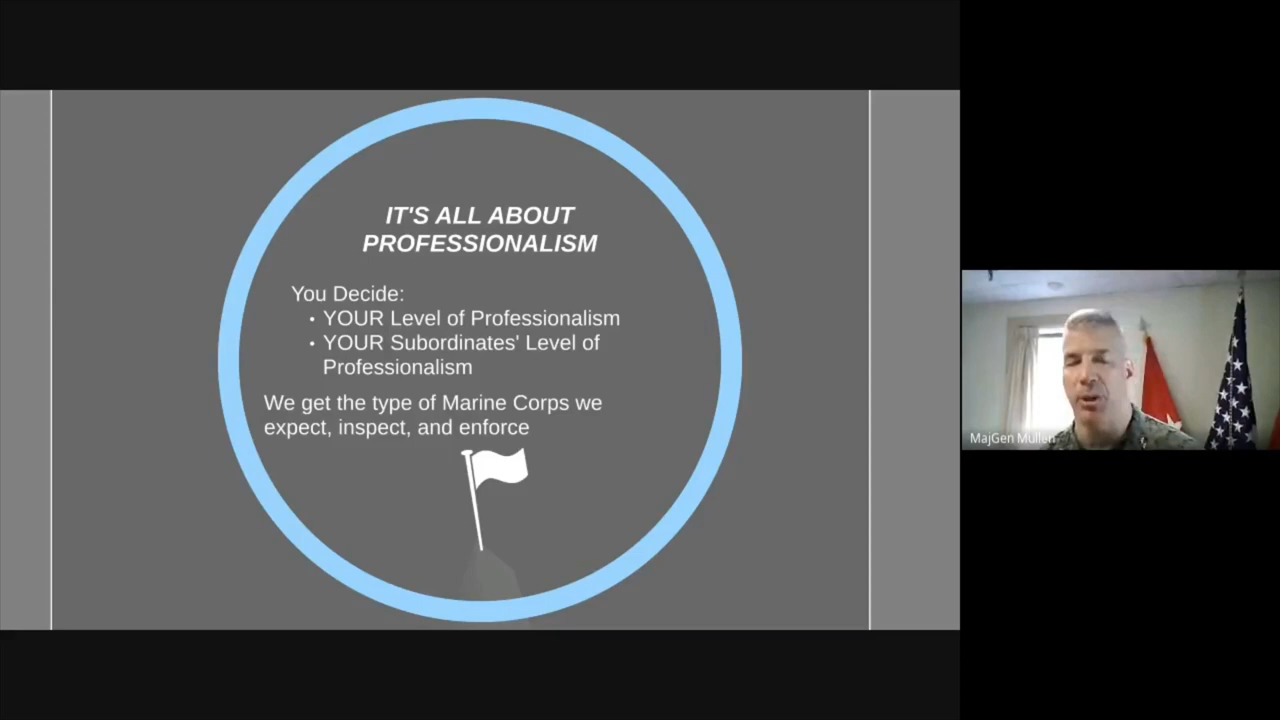 IT'S ALL ABOUT
PROFESSIONALISM
You Decide:
• YOUR Level of Professionalism
• YOUR Subordinates' Level of
Professionalism
We get the type of Marine Corps we
expect, inspect, and enforce
MajGen Mullen